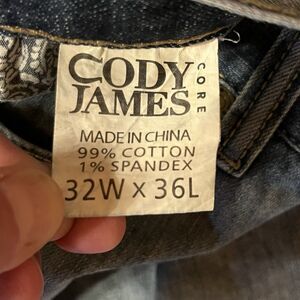 CODY
JAMES
CORE
MADE IN CHINA
99% COTTON
1% SPANDEX
32W x 36L